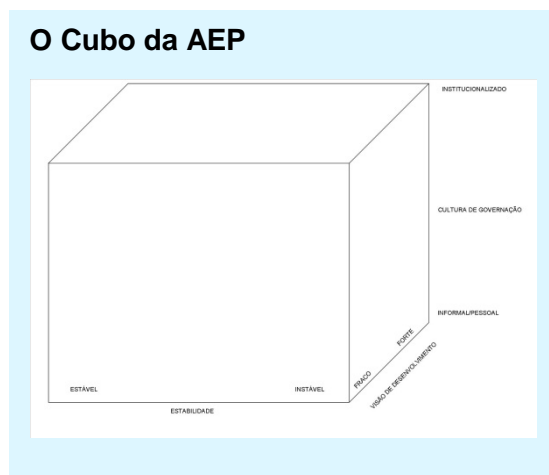 O Cubo da AEP
INSTITUCIONALIZADO
CULTURA DE GOVERNAÇÃO
INFORMAL/PESSOAL
FORTE
FRACO
VISÃO DE DESENVOLVIMENTO
ESTÁVEL
INSTÁVEL
ESTABILIDADE